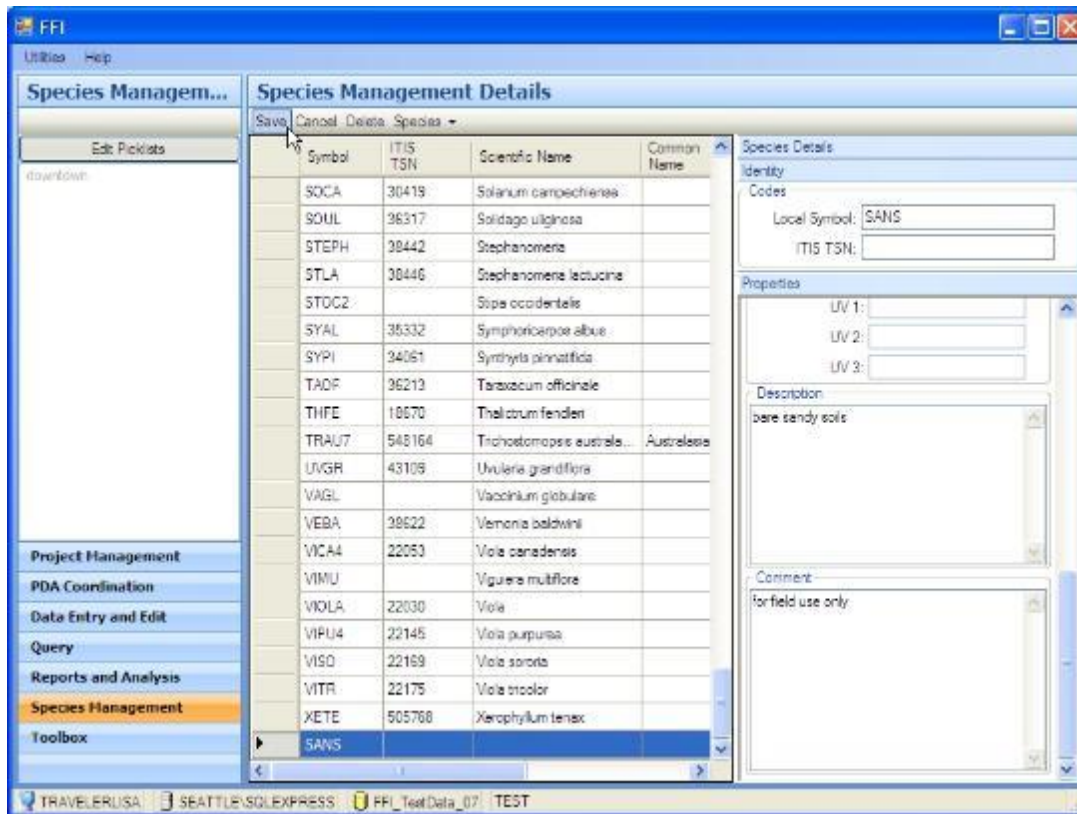 FFI
Utilities Help
Species Managem... Species Management Details
Save Cancel Delete Species
Edit Picklists
downtown
Symbol ITIS TSN Scientific Name Common Name
SOCA 30419 Solanum campechiense
SOUL 36317 Solidago uliginosa
STEPH 38442 Stephanomeria
STLA 38446 Stephanomeria lactucina
STOC2 Stipa occidentalis
SYAL 35332 Symphoricarpos albus
SYPI 34061 Synthyris pinnatifida
TAOF 36213 Taraxacum officinale
THFE 18670 Thalictrum fendleri
TRAU7 548164 Trichostomopsis australa... Australasia
UVGR 43109 Uvularia grandiflora
VAGL Vaccinium globulare
VEBA 38622 Vernonia baldwinii
VICA4 22053 Viola canadensis
VIMU Viguiera multiflora
VIOLA 22030 Viola
VIPU4 22145 Viola purpurea
VISO 22169 Viola sororia
VITR 22175 Viola tricolor
XETE 505768 Xerophyllum tenax
SANS
Species Details
Identity
Codes
Local Symbol: SANS
ITIS TSN:
Properties
UV 1:
UV 2:
UV 3:
Description
bare sandy soils
Comment
for field use only
Project Management
PDA Coordination
Data Entry and Edit
Query
Reports and Analysis
Species Management
Toolbox
TRAVELERLISA SEATTLE\SQLEXPRESS FFI_TestData_07 TEST